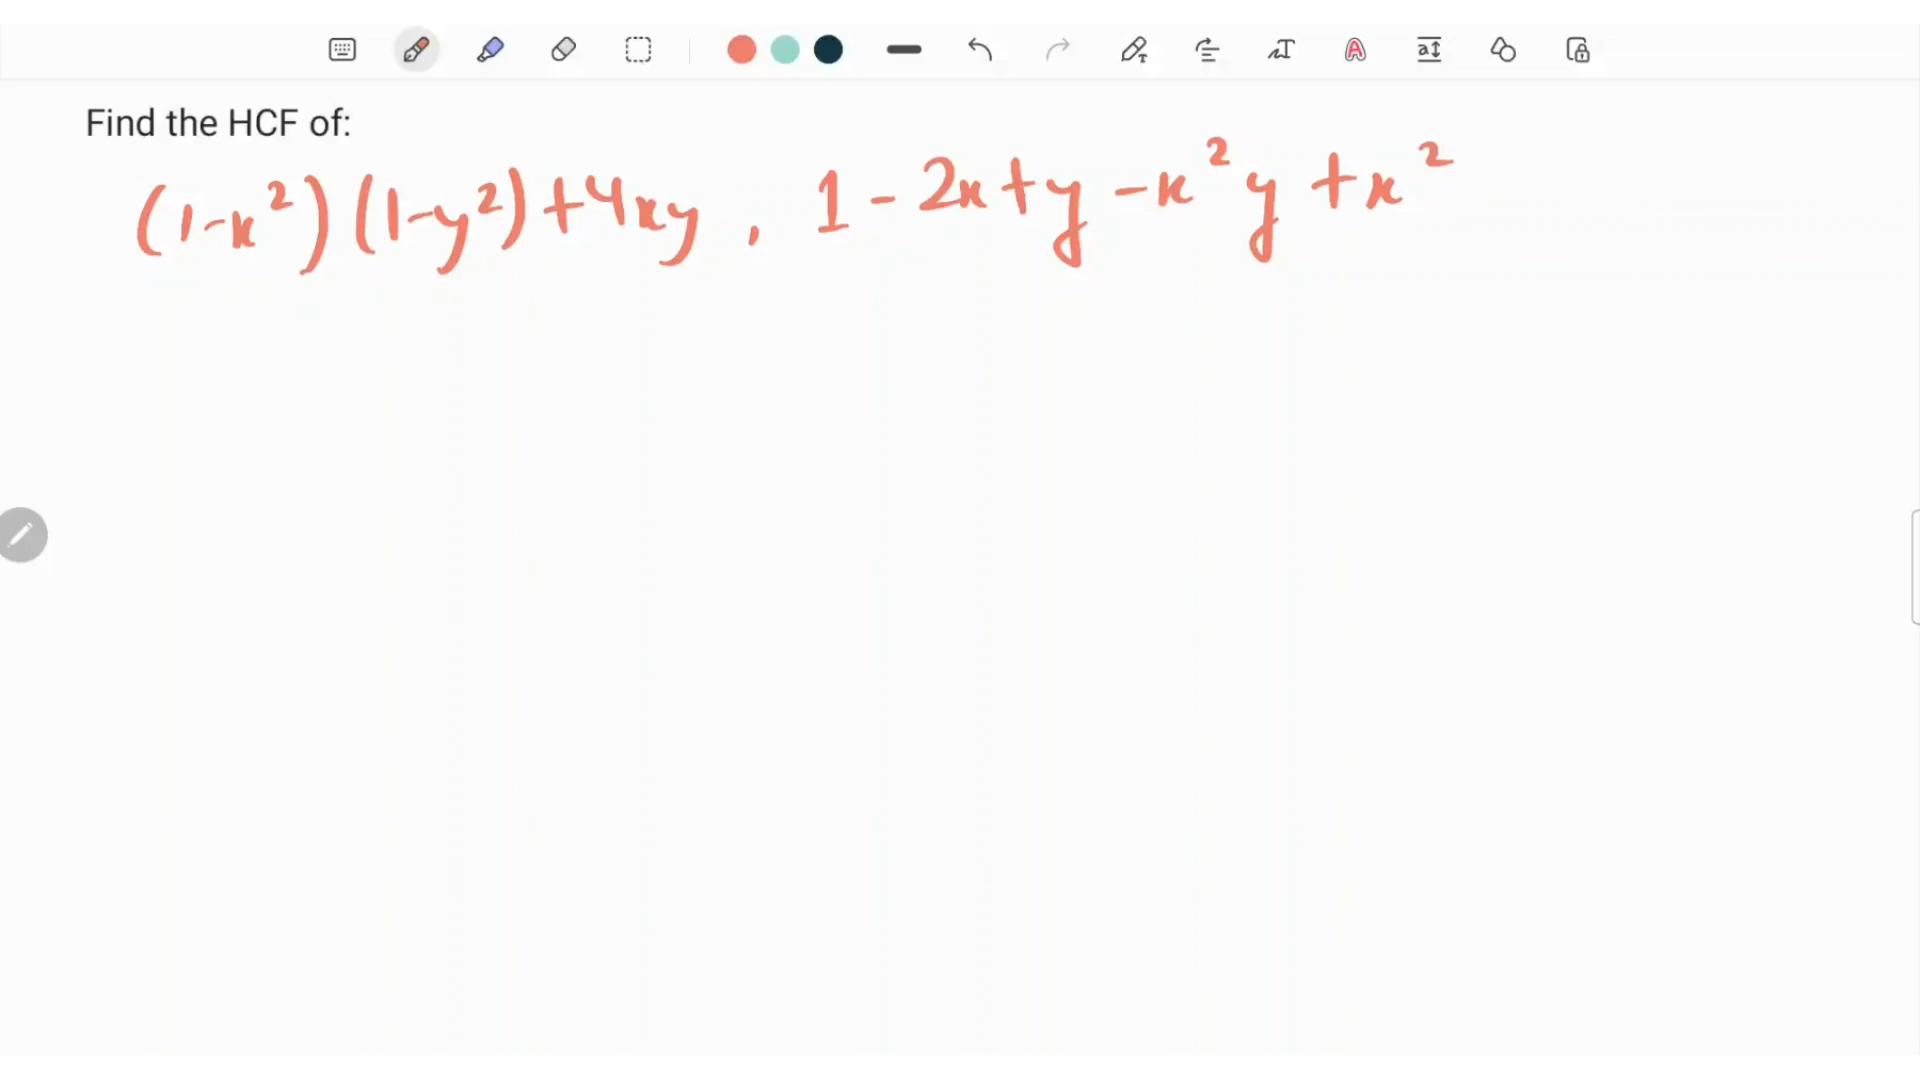 Find the HCF of:
(1-x²)(1-y²)+4xy, 1-2x+y-x²y+x²